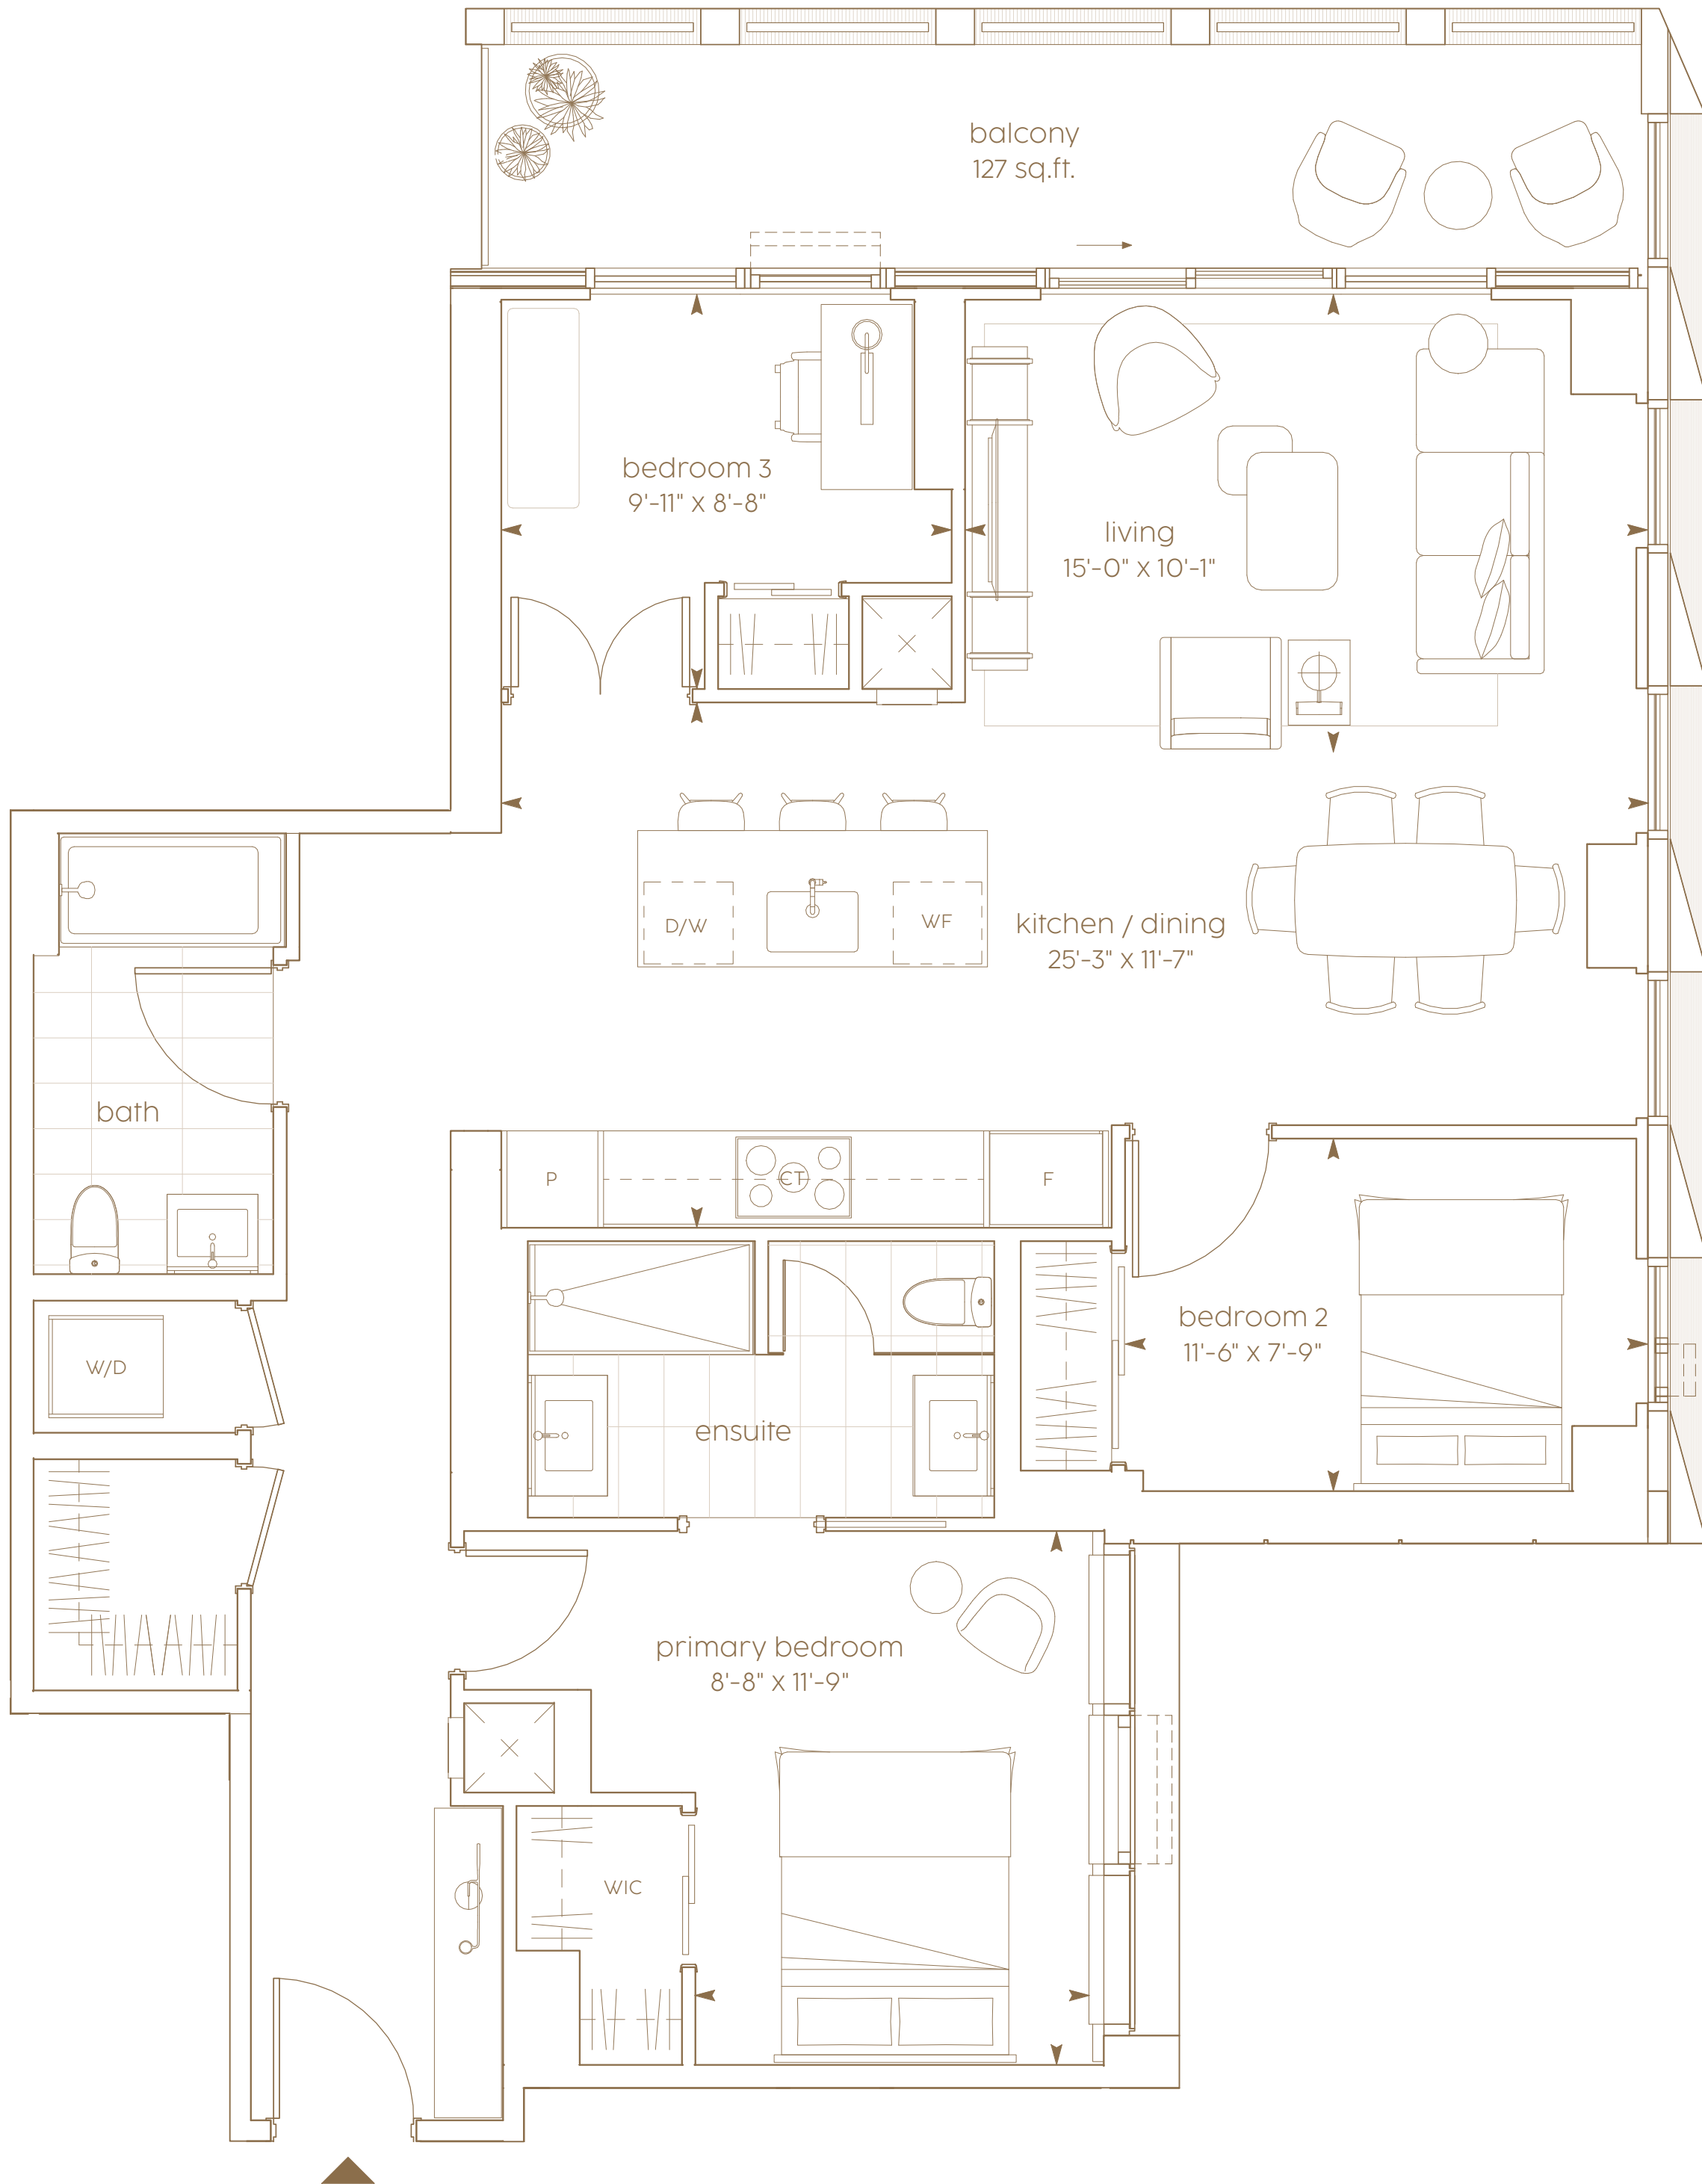 balcony
127 sq.ft.
bedroom 3
9'-11" X 8'-8"
living
15'-0" X 10'-1"
D/W
WF
kitchen / dining
25'-3" X 11'-7"
bath
P
CT
F
bedroom 2
11'-6" X 7'-9"
W/D
ensuite
primary bedroom
8'-8" X 11'-9"
WIC